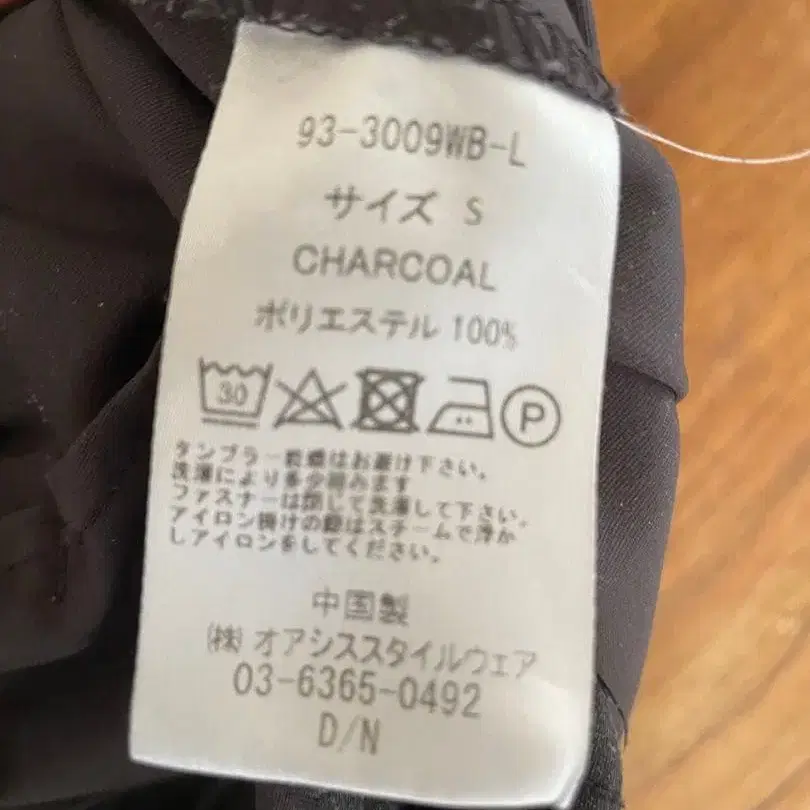 93-3009WB-L
サイズ S
CHARCOAL
ポリエステル 100%
30 P
タンブラー乾燥はお避け下さい。
洗濯により多少縮みます
ファスナーは閉じて洗濯して下さい。
アイロン掛けの際はスチームで浮か
しアイロンをしてください。
中国製
㈱ オアシススタイルウェア
03-6365-0492
D/N